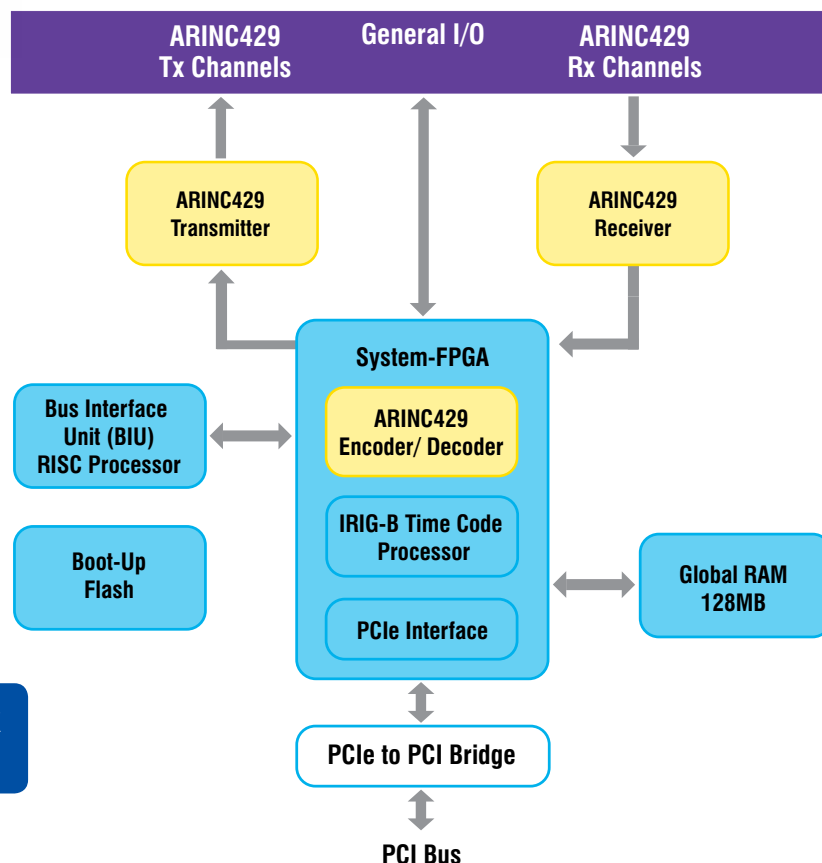 ARINC429
Tx Channels
General I/O
ARINC429
Rx Channels
ARINC429
Transmitter
ARINC429
Receiver
System-FPGA
ARINC429
Encoder/ Decoder
Bus Interface
Unit (BIU)
RISC Processor
IRIG-B Time Code
Processor
Boot-Up
Flash
Global RAM
128MB
PCIe Interface
PCIe to PCI Bridge
PCI Bus